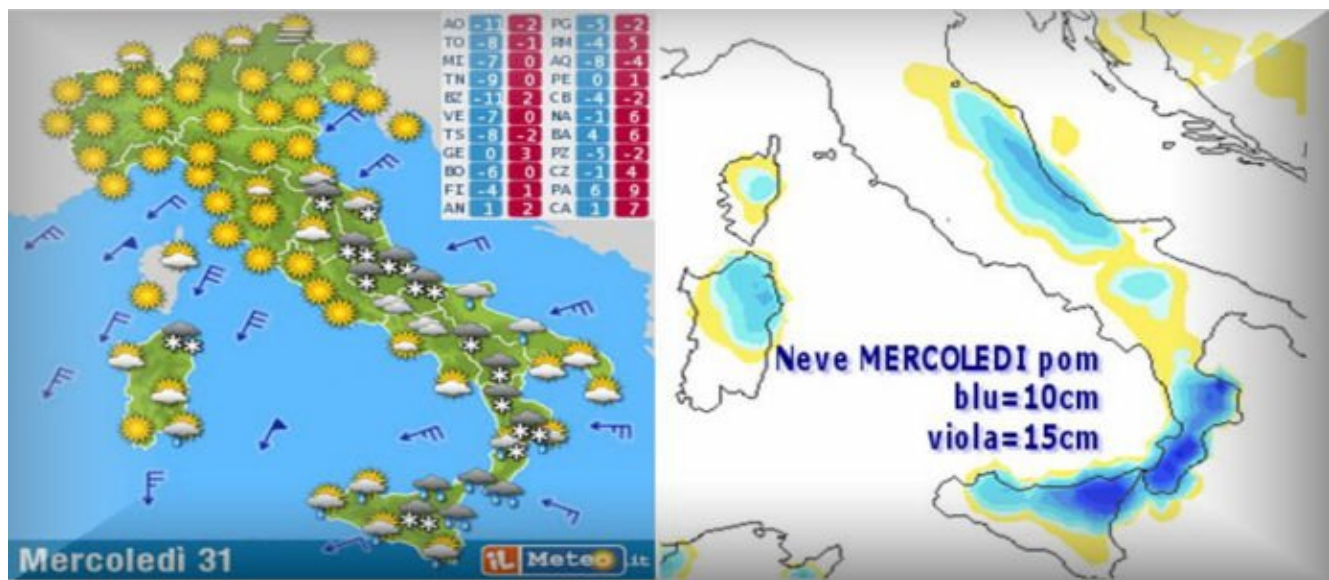 AO -11 -2 PG -5 -2
TO -8 -1 RM -4 5
MI -7 0 AQ -8 -4
TN -9 0 PE 0 1
BZ -11 2 CB -4 -2
VE -7 0 NA -1 6
TS -8 -2 BA 4 6
GE 0 3 PZ -5 -2
BO -6 0 CZ -1 4
FI -4 1 PA 6 9
AN 1 2 CA 1 7
Mercoledì 31
iL Meteo.it
Neve MERCOLEDI pom
blu=10cm
viola=15cm